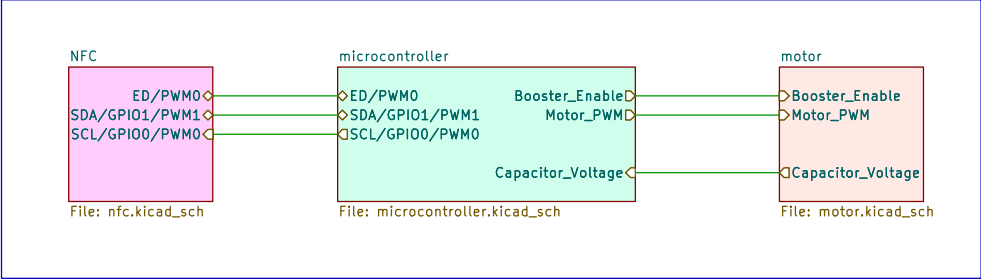 NFC
ED/PWM0
SDA/GPIO1/PWM1
SCL/GPIO0/PWM0
File: nfc.kicad_sch
microcontroller
ED/PWM0
SDA/GPIO1/PWM1
SCL/GPIO0/PWM0
Booster_Enable
Motor_PWM
Capacitor_Voltage
File: microcontroller.kicad_sch
motor
Booster_Enable
Motor_PWM
Capacitor_Voltage
File: motor.kicad_sch